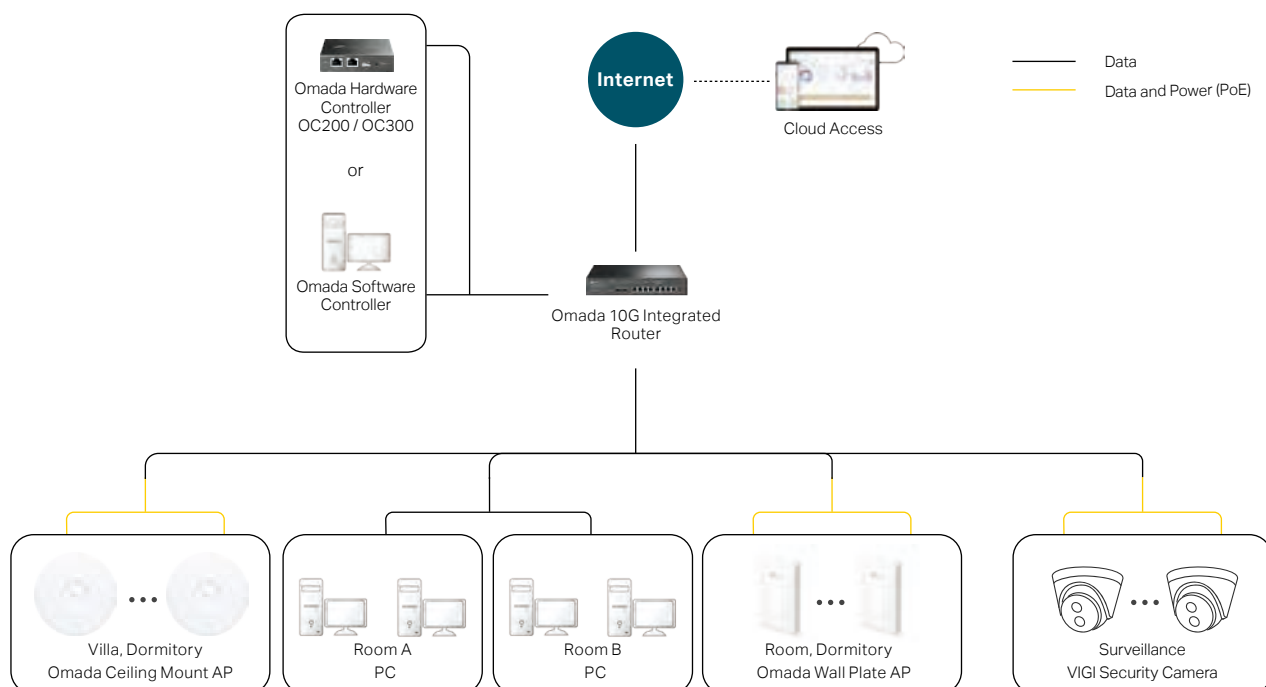 Omada Hardware
Controller
OC200 / OC300
or
Omada Software
Controller
Internet
Cloud Access
Data
Data and Power (PoE)
Omada 10G Integrated
Router
Villa, Dormitory
Omada Ceiling Mount AP
Room A
PC
Room B
PC
Room, Dormitory
Omada Wall Plate AP
Surveillance
VIGI Security Camera